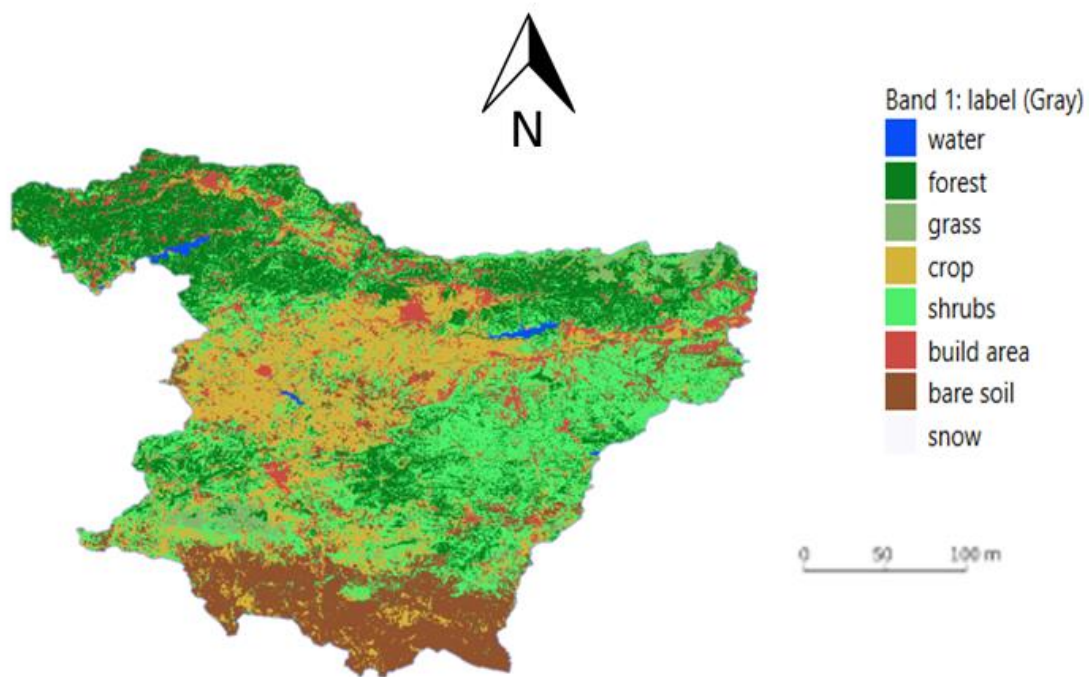 N
Band 1: label (Gray)
water
forest
grass
crop
shrubs
build area
bare soil
snow
0 50 100 m